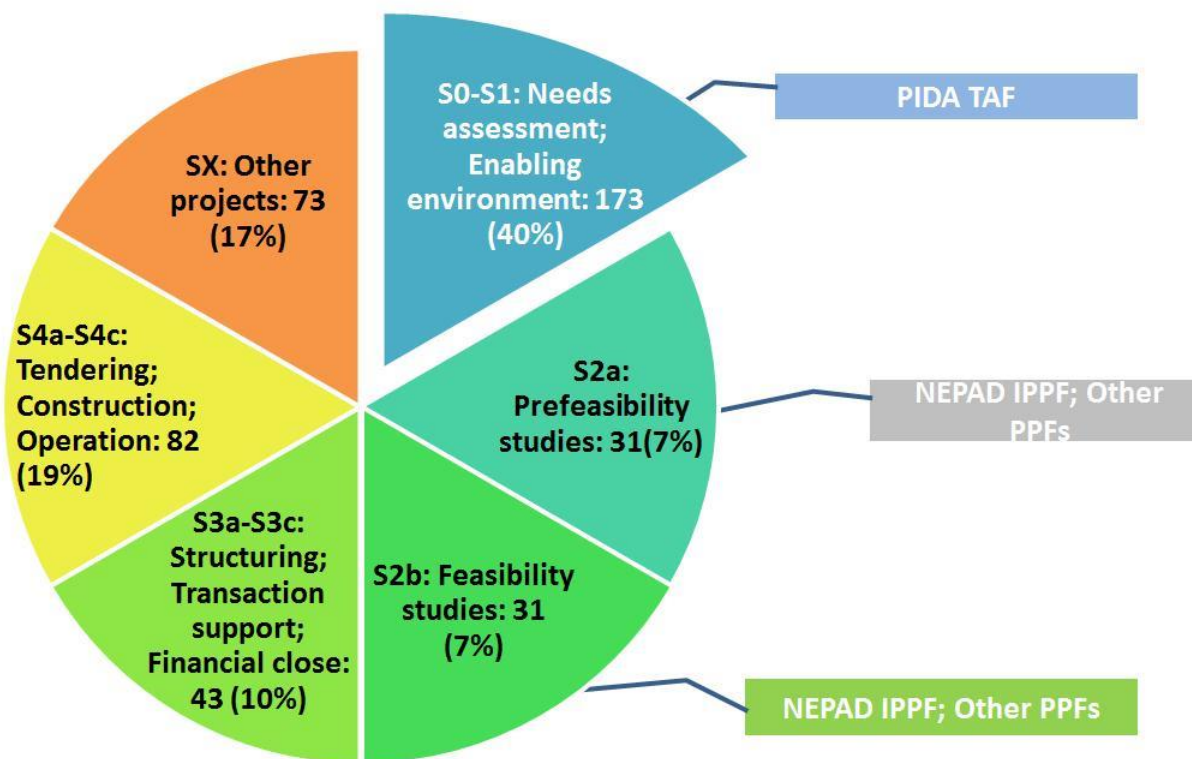 S0-S1: Needs
assessment;
Enabling
environment: 173
(40%)
PIDA TAF
SX: Other
projects: 73
(17%)
S4a-S4c:
Tendering;
Construction;
Operation: 82
(19%)
S2a:
Prefeasibility
studies: 31(7%)
NEPAD IPPF; Other
PPFs
S3a-S3c:
Structuring;
Transaction
support;
Financial close:
43 (10%)
S2b: Feasibility
studies: 31
(7%)
NEPAD IPPF; Other PPFs